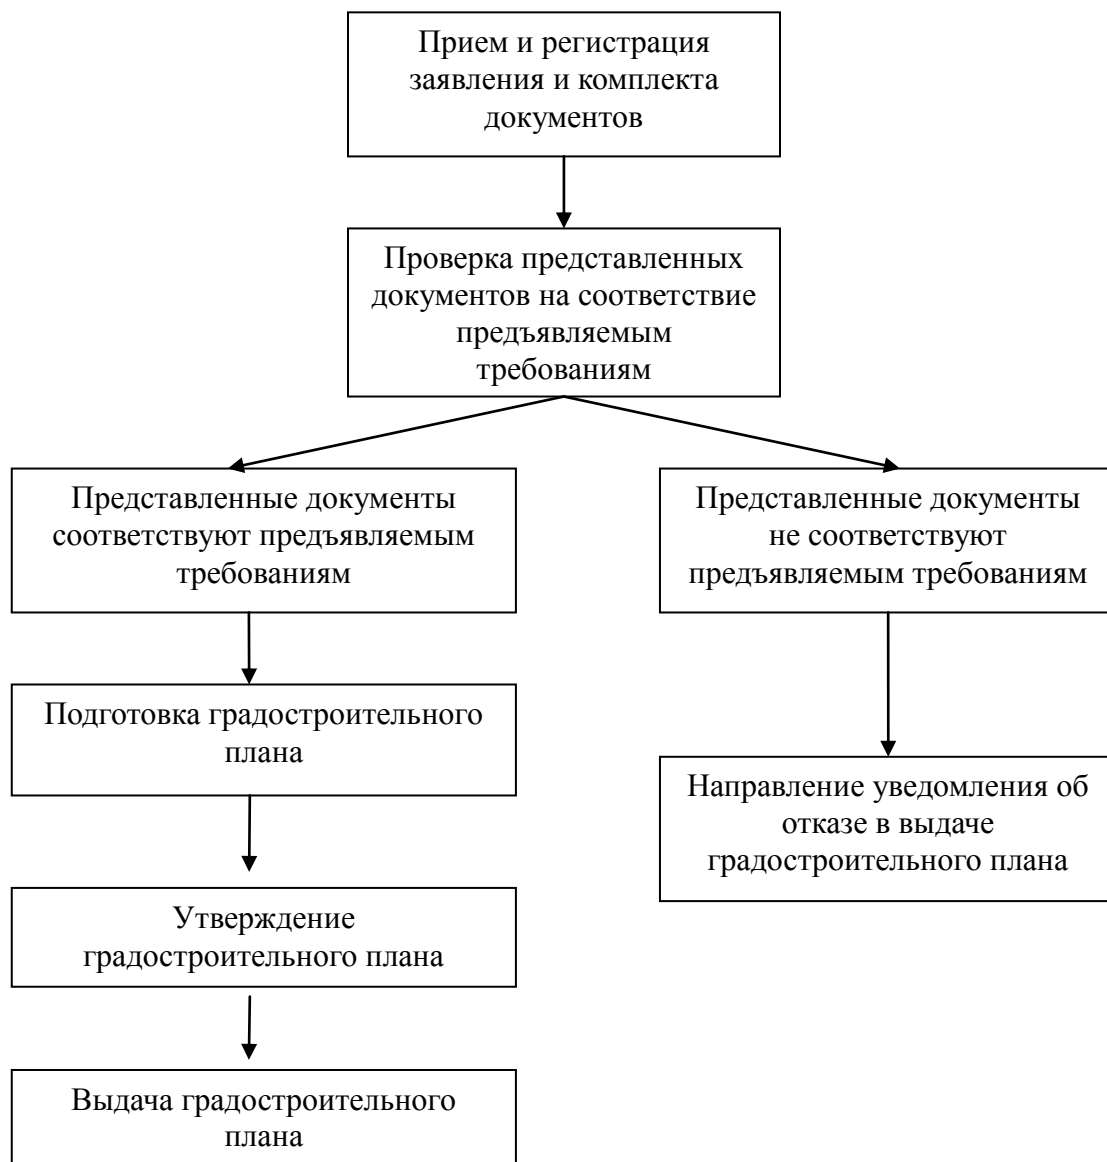 Прием и регистрация
заявления и комплекта
документов
Проверка представленных
документов на соответствие
предъявляемым
требованиям
Представленные документы
соответствуют предъявляемым
требованиям
Представленные документы
не соответствуют
предъявляемым требованиям
Подготовка градостроительного
плана
Направление уведомления об
отказе в выдаче
градостроительного плана
Утверждение
градостроительного плана
Выдача градостроительного
плана